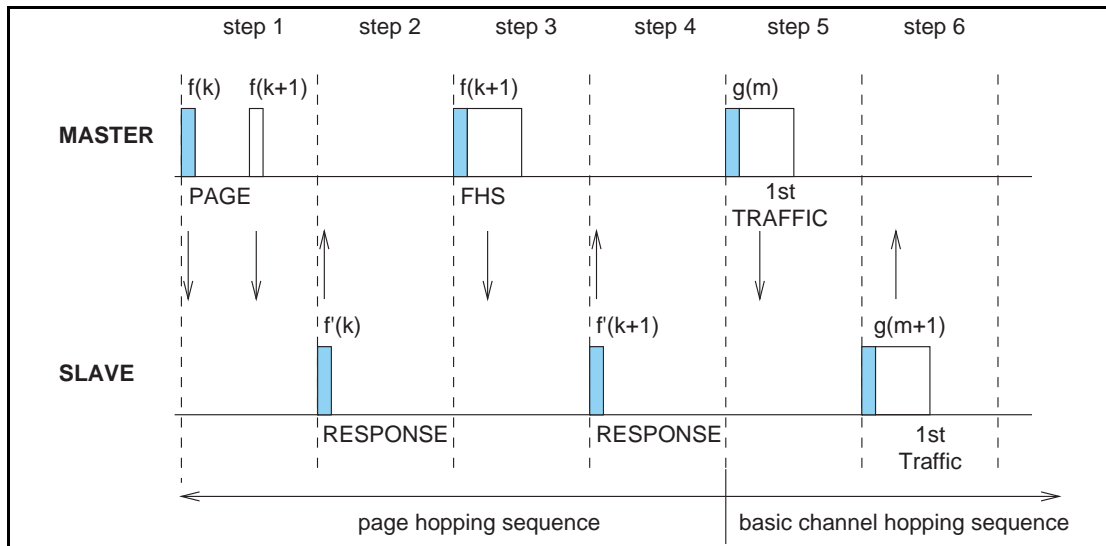 step 1 step 2 step 3 step 4 step 5 step 6
f(k) f(k+1) f(k+1) g(m)
MASTER
PAGE FHS 1st
TRAFFIC
f'(k) f'(k+1) g(m+1)
SLAVE
RESPONSE RESPONSE 1st
Traffic
page hopping sequence basic channel hopping sequence